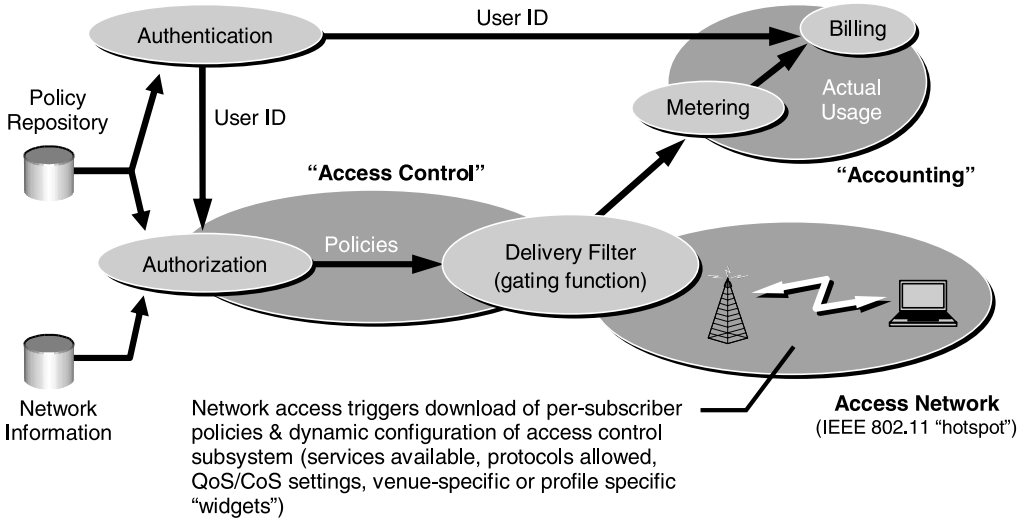 User ID
Authentication
Billing
Policy
Repository
User ID
Metering
Actual
Usage
“Access Control”
“Accounting”
Policies
Authorization
Delivery Filter
(gating function)
Network
Information
Access Network
(IEEE 802.11 “hotspot”)
Network access triggers download of per-subscriber
policies & dynamic configuration of access control
subsystem (services available, protocols allowed,
QoS/CoS settings, venue-specific or profile specific
“widgets”)